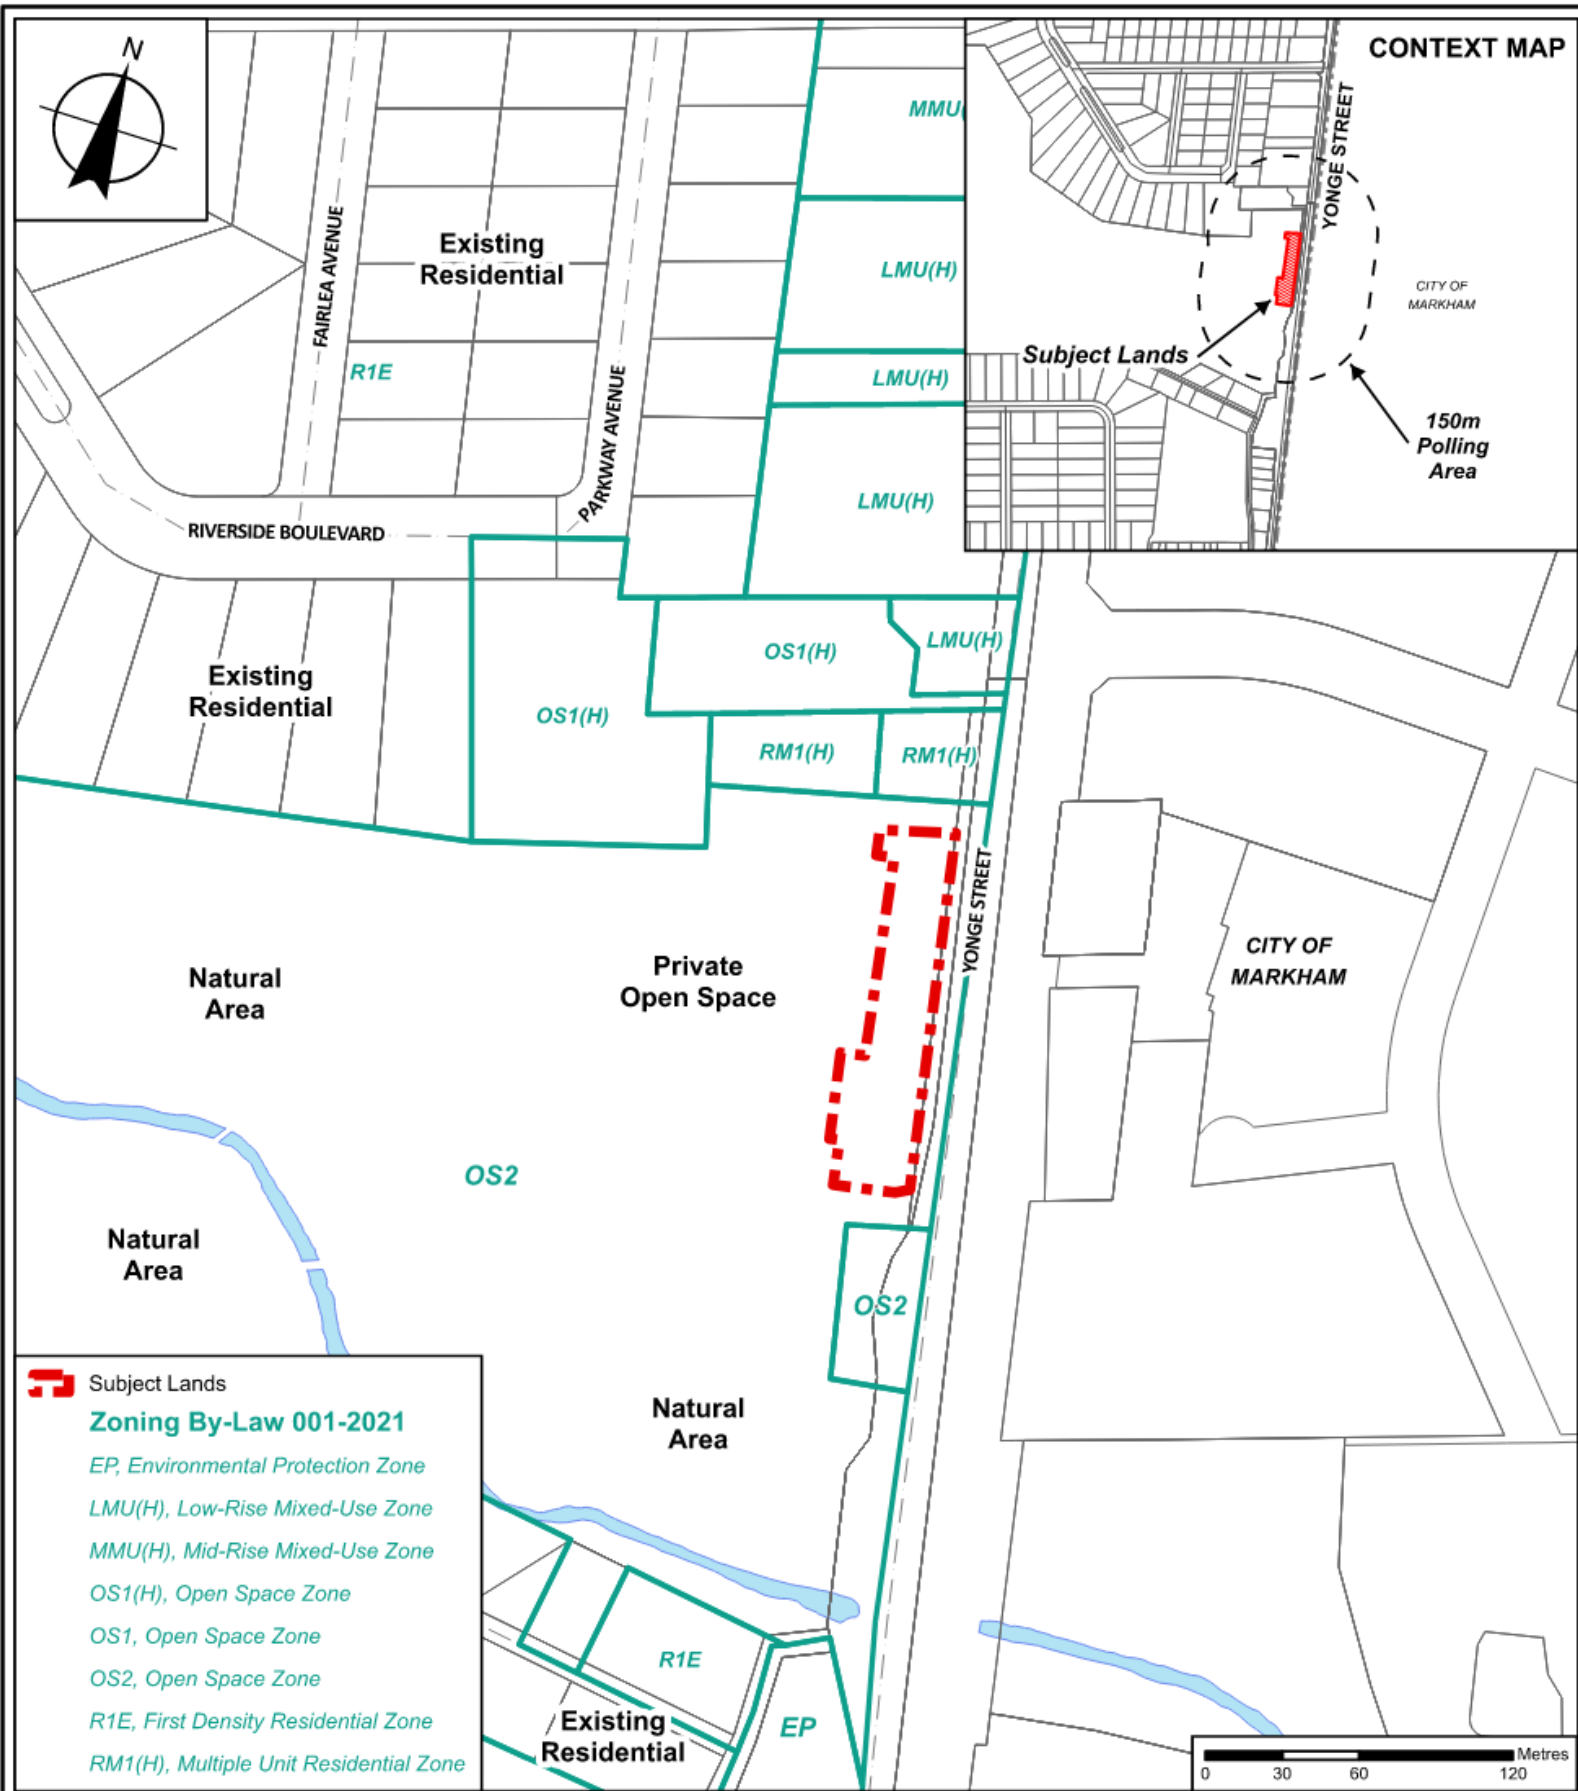 N
CONTEXT MAP
YONGE STREET
CITY OF
MARKHAM
Subject Lands
150m
Polling
Area
MMU(
LMU(H)
LMU(H)
LMU(H)
Existing
Residential
FAIRLEA AVENUE
R1E
PARKWAY AVENUE
RIVERSIDE BOULEVARD
Existing
Residential
OS1(H)
OS1(H)
LMU(H)
RM1(H)
RM1(H)
YONGE STREET
CITY OF
MARKHAM
Natural
Area
Private
Open Space
OS2
Natural
Area
OS2
Natural
Area
R1E
Existing
Residential
EP
Subject Lands
Zoning By-Law 001-2021
EP, Environmental Protection Zone
LMU(H), Low-Rise Mixed-Use Zone
MMU(H), Mid-Rise Mixed-Use Zone
OS1(H), Open Space Zone
OS1, Open Space Zone
OS2, Open Space Zone
R1E, First Density Residential Zone
RM1(H), Multiple Unit Residential Zone
Metres
0 30 60 120